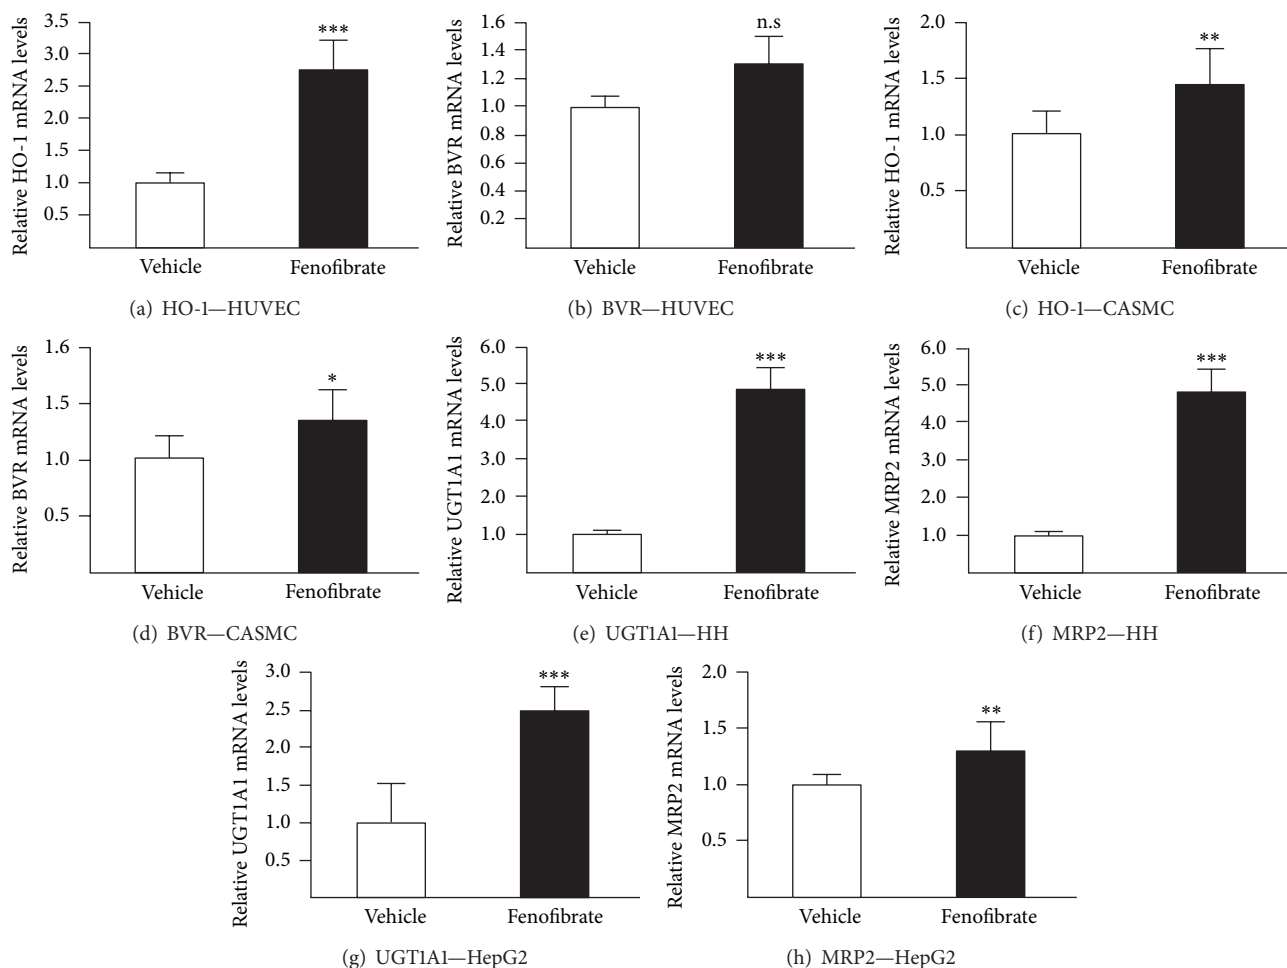 Relative HO-1 mRNA levels
3.5
3.0
2.5
2.0
1.5
1.0
0.5
***
Vehicle Fenofibrate
(a) HO-1—HUVEC
Relative BVR mRNA levels
1.6
1.4
1.2
1.0
0.8
0.6
0.4
0.2
n.s
Vehicle Fenofibrate
(b) BVR—HUVEC
Relative HO-1 mRNA levels
2.0
1.5
1.0
0.5
**
Vehicle Fenofibrate
(c) HO-1—CASMC
Relative BVR mRNA levels
1.6
1.5
1.0
0.5
*
Vehicle Fenofibrate
(d) BVR—CASMC
Relative UGT1A1 mRNA levels
6.0
5.0
4.0
3.0
2.0
1.0
***
Vehicle Fenofibrate
(e) UGT1A1—HH
Relative MRP2 mRNA levels
6.0
5.0
4.0
3.0
2.0
1.0
***
Vehicle Fenofibrate
(f) MRP2—HH
Relative UGT1A1 mRNA levels
3.0
2.5
2.0
1.5
1.0
0.5
***
Vehicle Fenofibrate
(g) UGT1A1—HepG2
Relative MRP2 mRNA levels
2.0
1.5
1.0
0.5
**
Vehicle Fenofibrate
(h) MRP2—HepG2